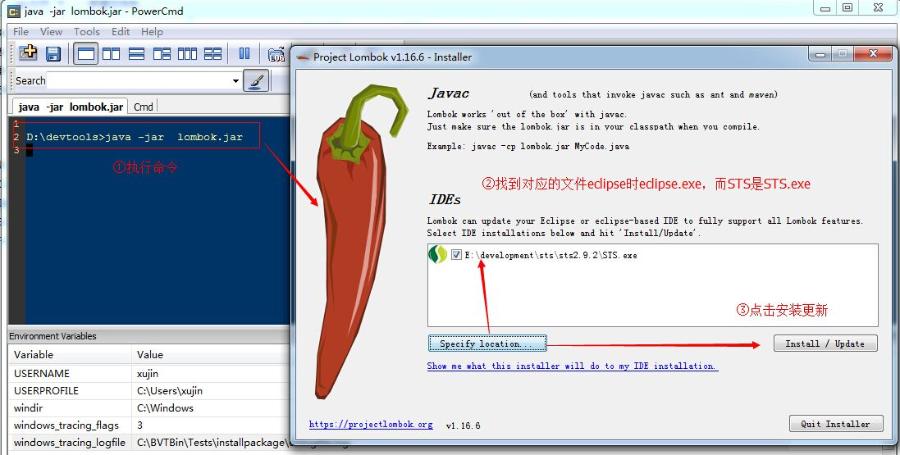 java -jar lombok.jar - PowerCmd
File View Tools Edit Help
Search
java -jar lombok.jar Cmd
1
2 D:\devtools>java -jar lombok.jar
3
①执行命令
Environment Variables
Variable Value
USERNAME xujin
USERPROFILE C:\Users\xujin
windir C:\Windows
windows_tracing_flags 3
windows_tracing_logfile C:\BVTBin\Tests\installpackage\
Project Lombok v1.16.6 - Installer
Javac (and tools that invoke javac such as ant and maven)
Lombok works 'out of the box' with javac.
Just make sure the lombok.jar is in your classpath when you compile.
Example: javac -cp lombok.jar MyCode.java
②找到对应的文件eclipse时eclipse.exe，而STS是STS.exe
IDEs
Lombok can update your Eclipse or eclipse-based IDE to fully support all Lombok features.
Select IDE installations below and hit 'Install/Update'.
E:\development\sts\sts2.9.2\STS.exe
③点击安装更新
Specify location... Install / Update
Show me what this installer will do to my IDE installation.
https://projectlombok.org v1.16.6 Quit Installer